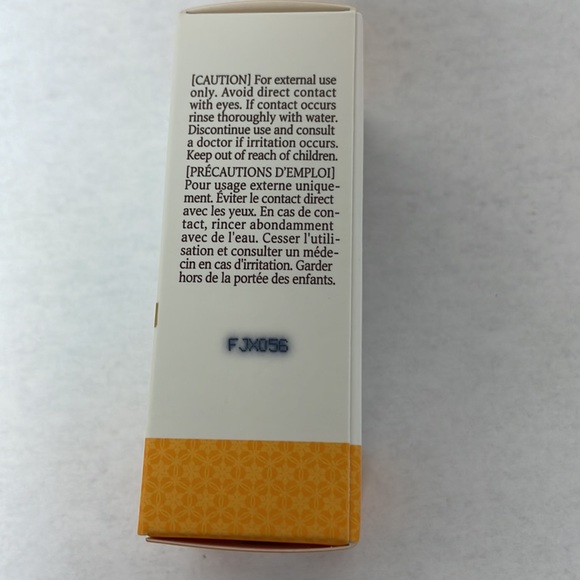 [CAUTION] For external use
only. Avoid direct contact
with eyes. If contact occurs
rinse thoroughly with water.
Discontinue use and consult
a doctor if irritation occurs.
Keep out of reach of children.
[PRÉCAUTIONS D'EMPLOI]
Pour usage externe unique-
ment. Éviter le contact direct
avec les yeux. En cas de con-
tact, rincer abondamment
avec de l'eau. Cesser l'utili-
sation et consulter un méde-
cin en cas d'irritation. Garder
hors de la portée des enfants.
FJX056